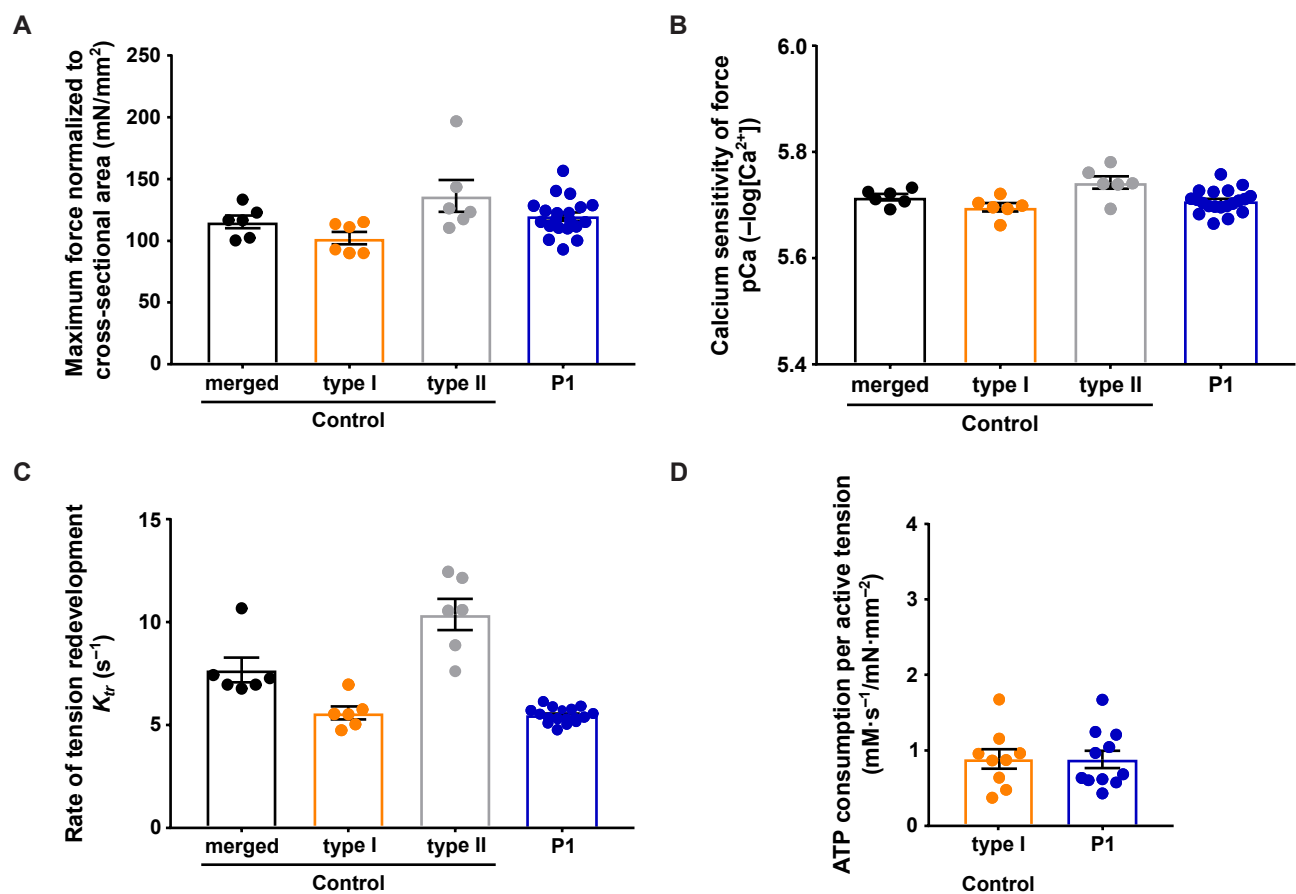 A
Maximum force normalized to
cross-sectional area (mN/mm²)
250
200
150
100
50
0
merged type I type II P1
Control
B
Calcium sensitivity of force
pCa (–log[Ca²⁺])
6.0
5.8
5.6
5.4
merged type I type II P1
Control
C
Rate of tension redevelopment
Ktr (s⁻¹)
15
10
5
0
merged type I type II P1
Control
D
ATP consumption per active tension
(mM·s⁻¹/mN·mm⁻²)
4
3
2
1
0
type I P1
Control